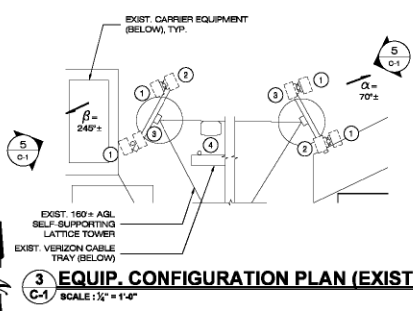 EXIST. CARRIER EQUIPMENT
(BELOW), TYP.
5
C-1
1
2
3
1
α=
70°±
β=
245°±
1
3
4
2
1
5
C-1
EXIST. 160'± AGL
SELF-SUPPORTING
LATTICE TOWER
EXIST. VERIZON CABLE
TRAY (BELOW)
3
C-1
EQUIP. CONFIGURATION PLAN (EXIST
SCALE : ¼" = 1'-0"